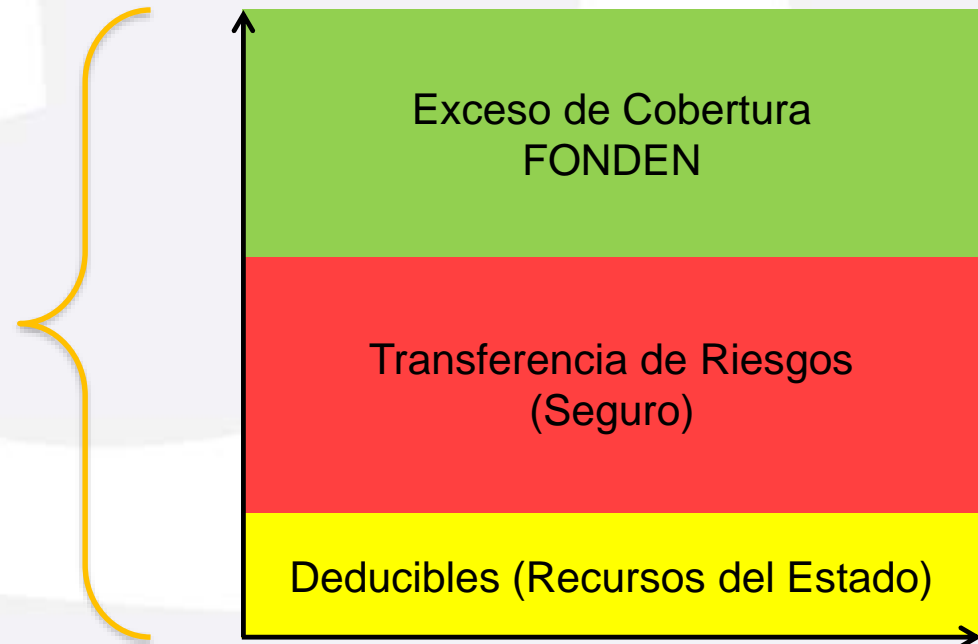 Exceso de Cobertura
FONDEN
Transferencia de Riesgos
(Seguro)
Deducibles (Recursos del Estado)